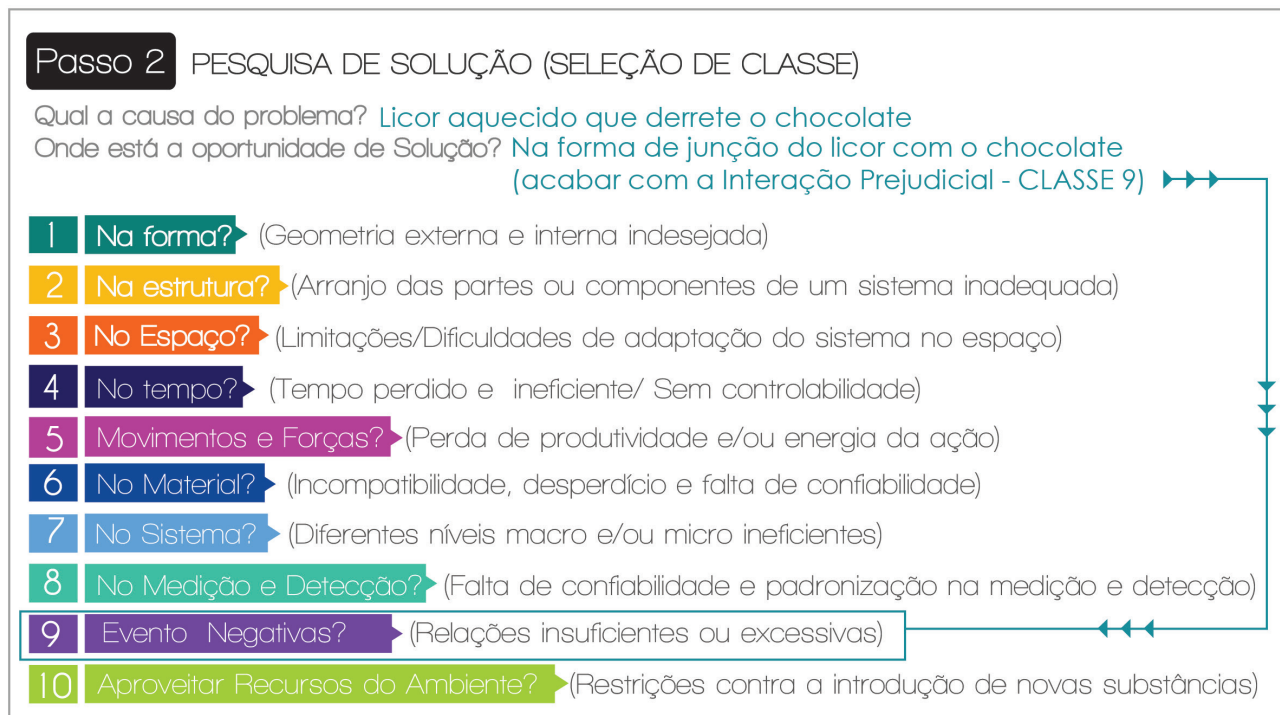 Passo 2 PESQUISA DE SOLUÇÃO (SELEÇÃO DE CLASSE)
Qual a causa do problema? Licor aquecido que derrete o chocolate
Onde está a oportunidade de Solução? Na forma de junção do licor com o chocolate
(acabar com a Interação Prejudicial - CLASSE 9)
1 Na forma? (Geometria externa e interna indesejada)
2 Na estrutura? (Arranjo das partes ou componentes de um sistema inadequada)
3 No Espaço? (Limitações/Dificuldades de adaptação do sistema no espaço)
4 No tempo? (Tempo perdido e ineficiente/ Sem controlabilidade)
5 Movimentos e Forças? (Perda de produtividade e/ou energia da ação)
6 No Material? (Incompatibilidade, desperdício e falta de confiabilidade)
7 No Sistema? (Diferentes níveis macro e/ou micro ineficientes)
8 No Medição e Detecção? (Falta de confiabilidade e padronização na medição e detecção)
9 Evento Negativas? (Relações insuficientes ou excessivas)
10 Aproveitar Recursos do Ambiente? (Restrições contra a introdução de novas substâncias)